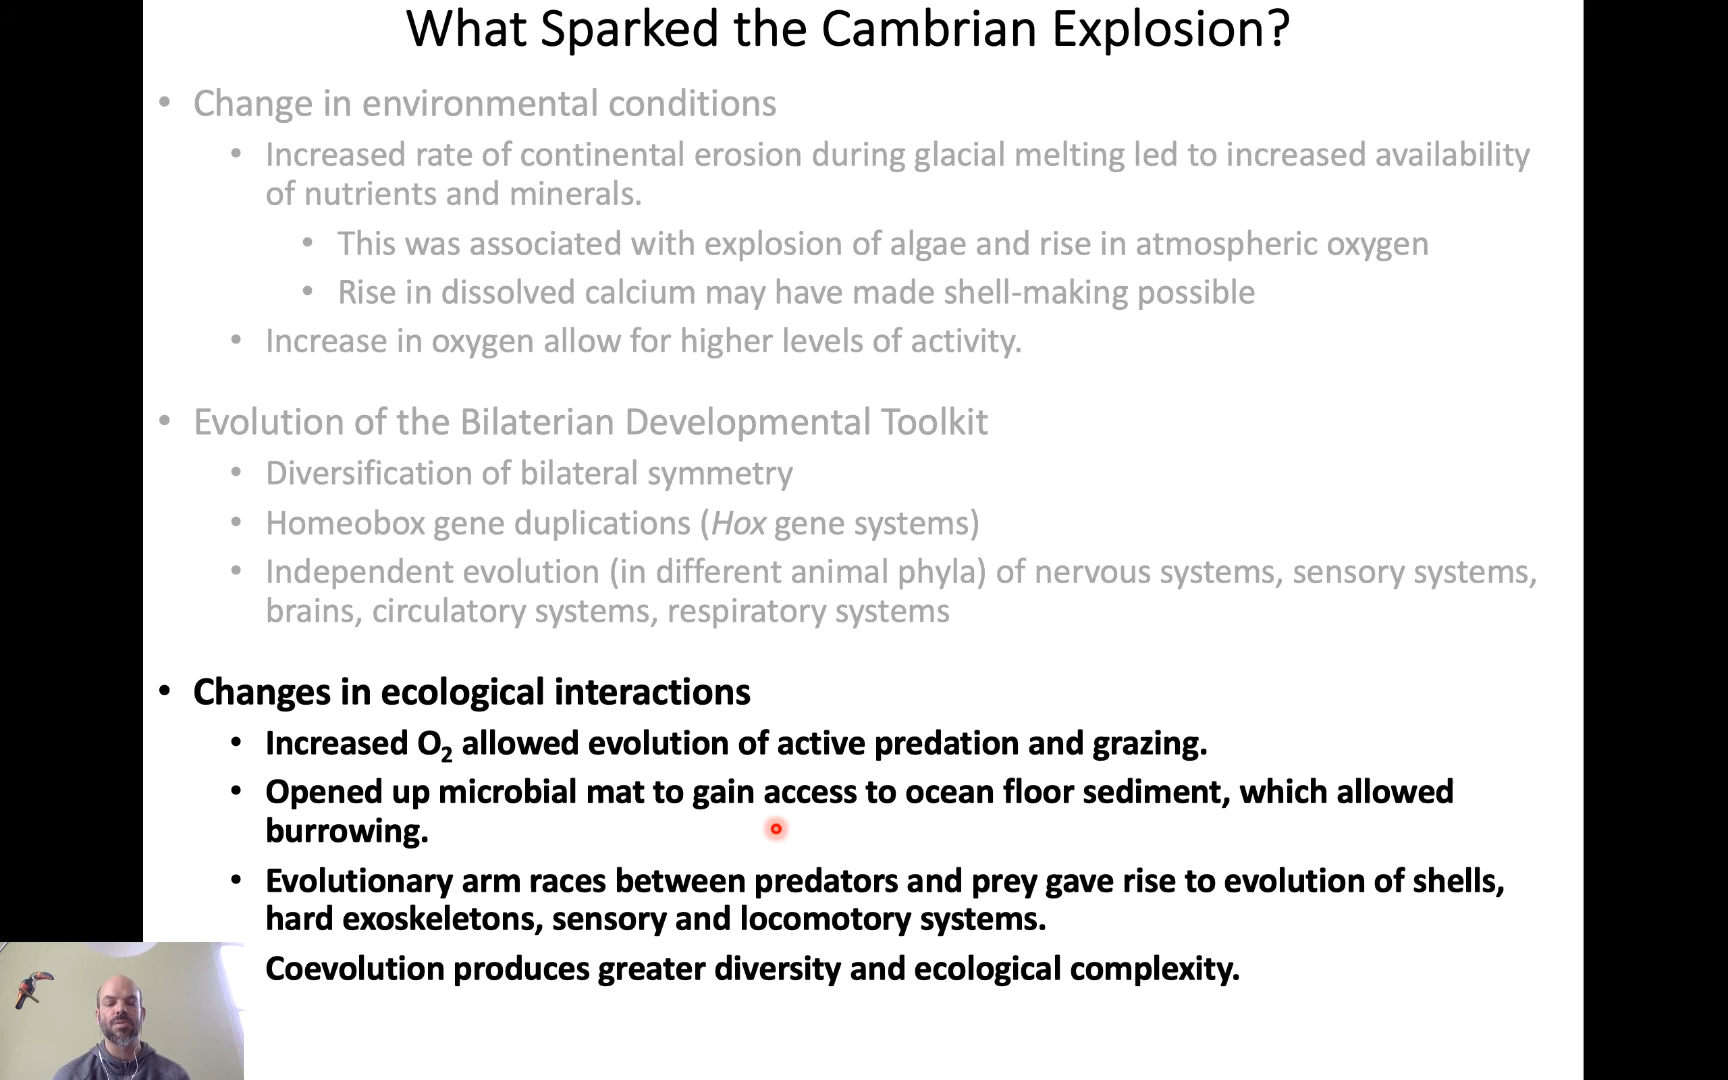 What Sparked the Cambrian Explosion?
• Change in environmental conditions
• Increased rate of continental erosion during glacial melting led to increased availability
of nutrients and minerals.
• This was associated with explosion of algae and rise in atmospheric oxygen
• Rise in dissolved calcium may have made shell-making possible
• Increase in oxygen allow for higher levels of activity.
• Evolution of the Bilaterian Developmental Toolkit
• Diversification of bilateral symmetry
• Homeobox gene duplications (Hox gene systems)
• Independent evolution (in different animal phyla) of nervous systems, sensory systems,
brains, circulatory systems, respiratory systems
• Changes in ecological interactions
• Increased O₂ allowed evolution of active predation and grazing.
• Opened up microbial mat to gain access to ocean floor sediment, which allowed
burrowing.
• Evolutionary arm races between predators and prey gave rise to evolution of shells,
hard exoskeletons, sensory and locomotory systems.
Coevolution produces greater diversity and ecological complexity.